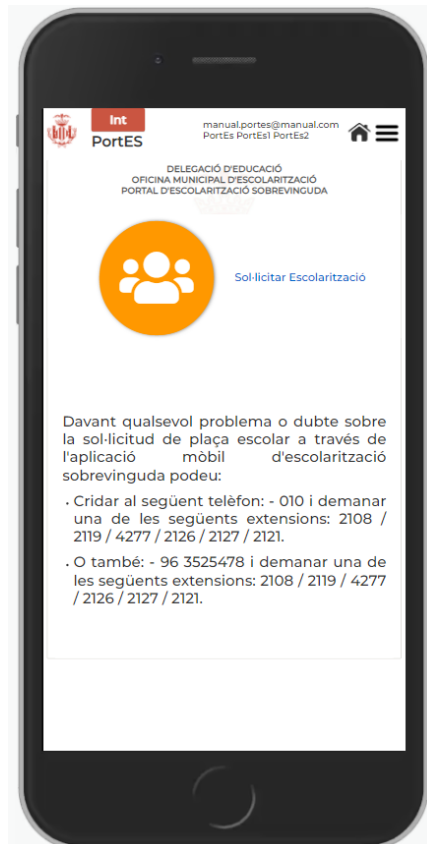 Int
PortES
manual.portes@manual.com
PortEs PortEs1 PortEs2
DELEGACIÓ D'EDUCACIÓ
OFICINA MUNICIPAL D'ESCOLARITZACIÓ
PORTAL D'ESCOLARITZACIÓ SOBREVINGUDA
Sol·licitar Escolarització
Davant qualsevol problema o dubte sobre
la sol·licitud de plaça escolar a través de
l'aplicació mòbil d'escolarització
sobrevinguda podeu:
• Cridar al següent telèfon: - 010 i demanar
una de les següents extensions: 2108 /
2119 / 4277 / 2126 / 2127 / 2121.
• O també: - 96 3525478 i demanar una de
les següents extensions: 2108 / 2119 / 4277
/ 2126 / 2127 / 2121.